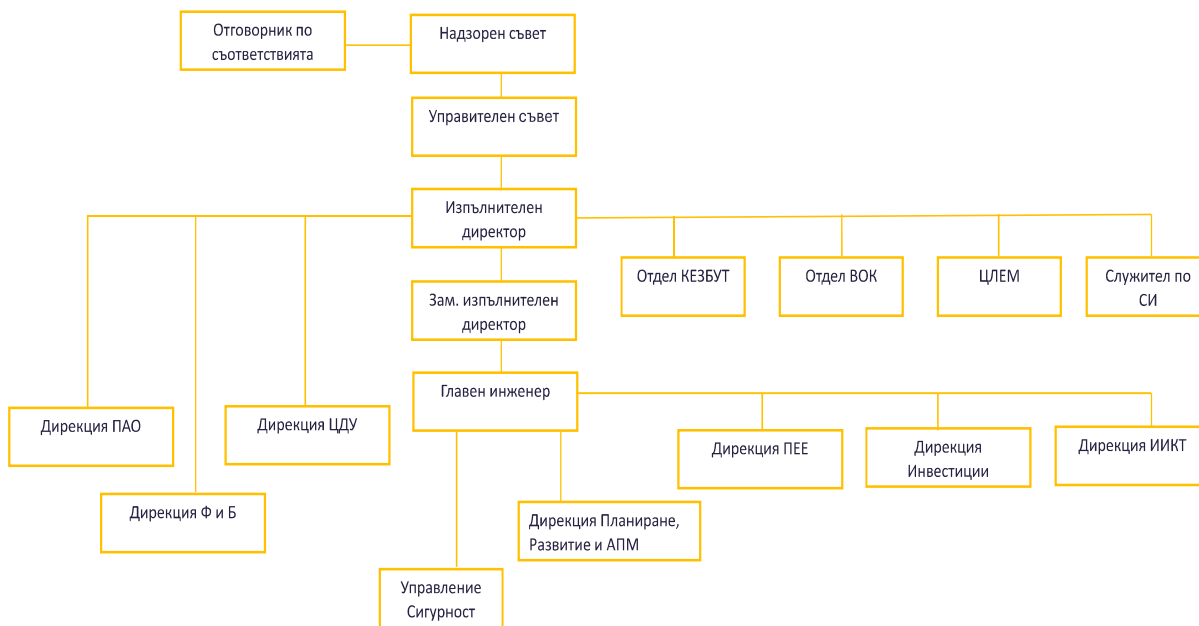 Отговорник по
съответствията
Надзорен съвет
Управителен съвет
Изпълнителен
директор
Отдел КЕЗБУТ
Отдел ВОК
ЦЛЕМ
Служител по
СИ
Зам. изпълнителен
директор
Главен инженер
Дирекция ПАО
Дирекция ЦДУ
Дирекция ПЕЕ
Дирекция
Инвестиции
Дирекция ИИКТ
Дирекция Ф и Б
Дирекция Планиране,
Развитие и АПМ
Управление
Сигурност